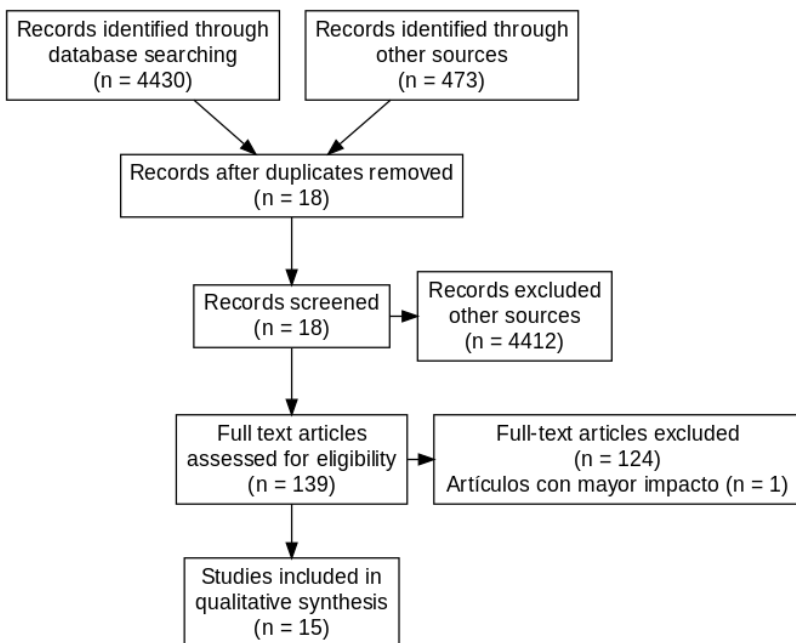 Records identified through
database searching
(n = 4430)
Records identified through
other sources
(n = 473)
Records after duplicates removed
(n = 18)
Records screened
(n = 18)
Records excluded
other sources
(n = 4412)
Full text articles
assessed for eligibility
(n = 139)
Full-text articles excluded
(n = 124)
Artículos con mayor impacto (n = 1)
Studies included in
qualitative synthesis
(n = 15)